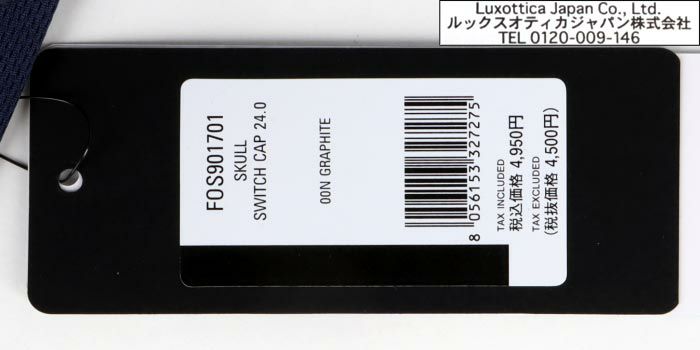 Luxottica Japan Co., Ltd.
ルックスオティカジャパン株式会社
TEL 0120-009-146
FOS901701
SKULL
SWITCH CAP 24.0
00N GRAPHITE
8 056153 327275
TAX INCLUDED
税込価格 4,950円
TAX EXCLUDED
(税抜価格 4,500円)